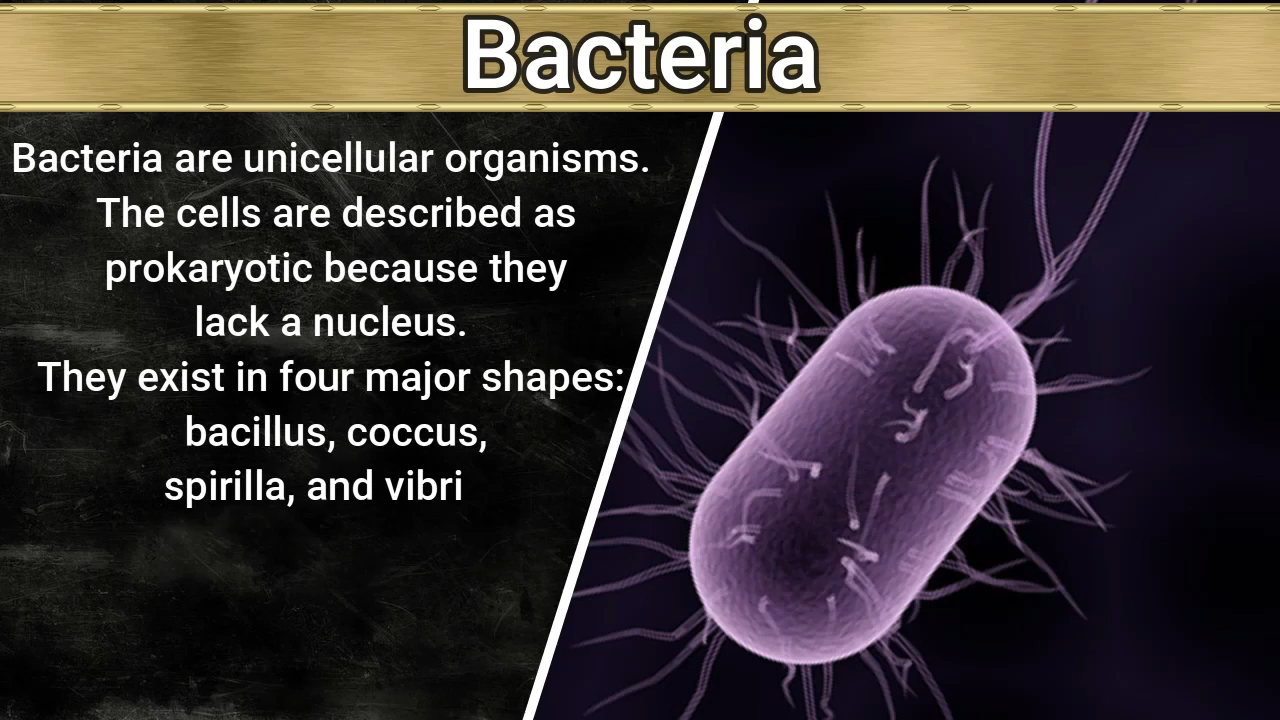 Bacteria
Bacteria are unicellular organisms.
The cells are described as
prokaryotic because they
lack a nucleus.
They exist in four major shapes:
bacillus, coccus,
spirilla, and vibri